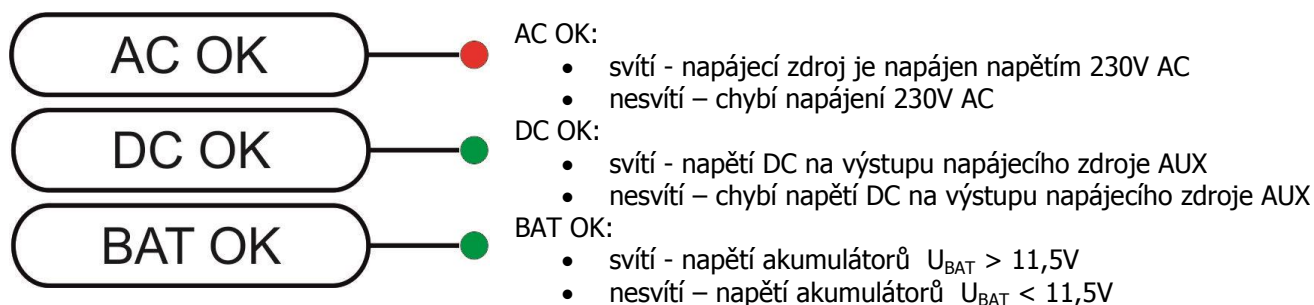 AC OK
AC OK:
• svítí - napájecí zdroj je napájen napětím 230V AC
• nesvítí – chybí napájení 230V AC
DC OK
DC OK:
• svítí - napětí DC na výstupu napájecího zdroje AUX
• nesvítí – chybí napětí DC na výstupu napájecího zdroje AUX
BAT OK
BAT OK:
• svítí - napětí akumulátorů U_BAT > 11,5V
• nesvítí – napětí akumulátorů U_BAT < 11,5V